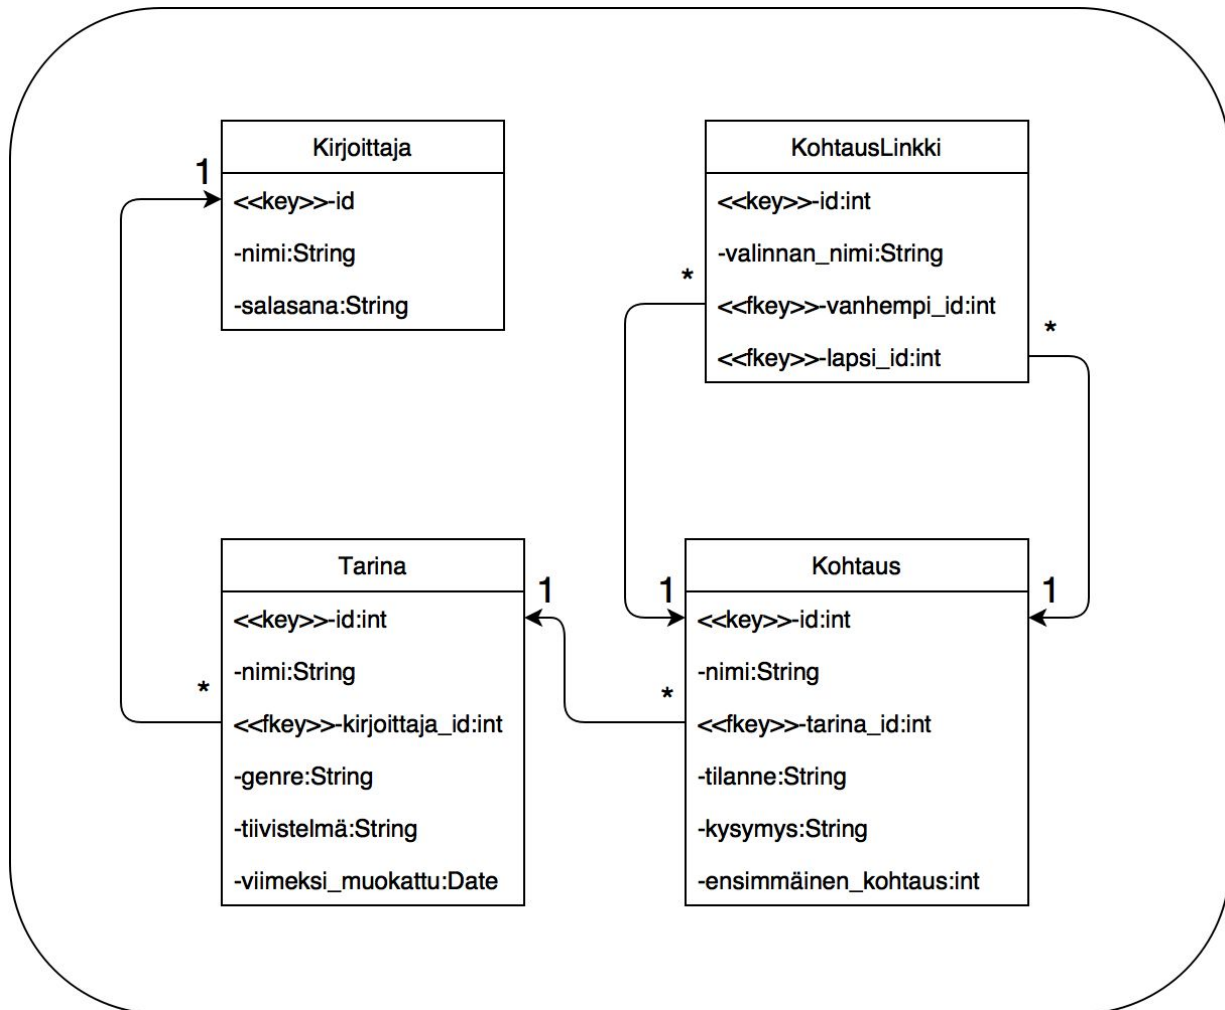 Kirjoittaja
1
<<key>>-id
-nimi:String
-salasana:String
KohtausLinkki
<<key>>-id:int
-valinnan_nimi:String
*
<<fkey>>-vanhempi_id:int
*
<<fkey>>-lapsi_id:int
Tarina
1
<<key>>-id:int
-nimi:String
*
<<fkey>>-kirjoittaja_id:int
-genre:String
-tiivistelmä:String
-viimeksi_muokattu:Date
Kohtaus
1
1
<<key>>-id:int
-nimi:String
*
<<fkey>>-tarina_id:int
-tilanne:String
-kysymys:String
-ensimmäinen_kohtaus:int